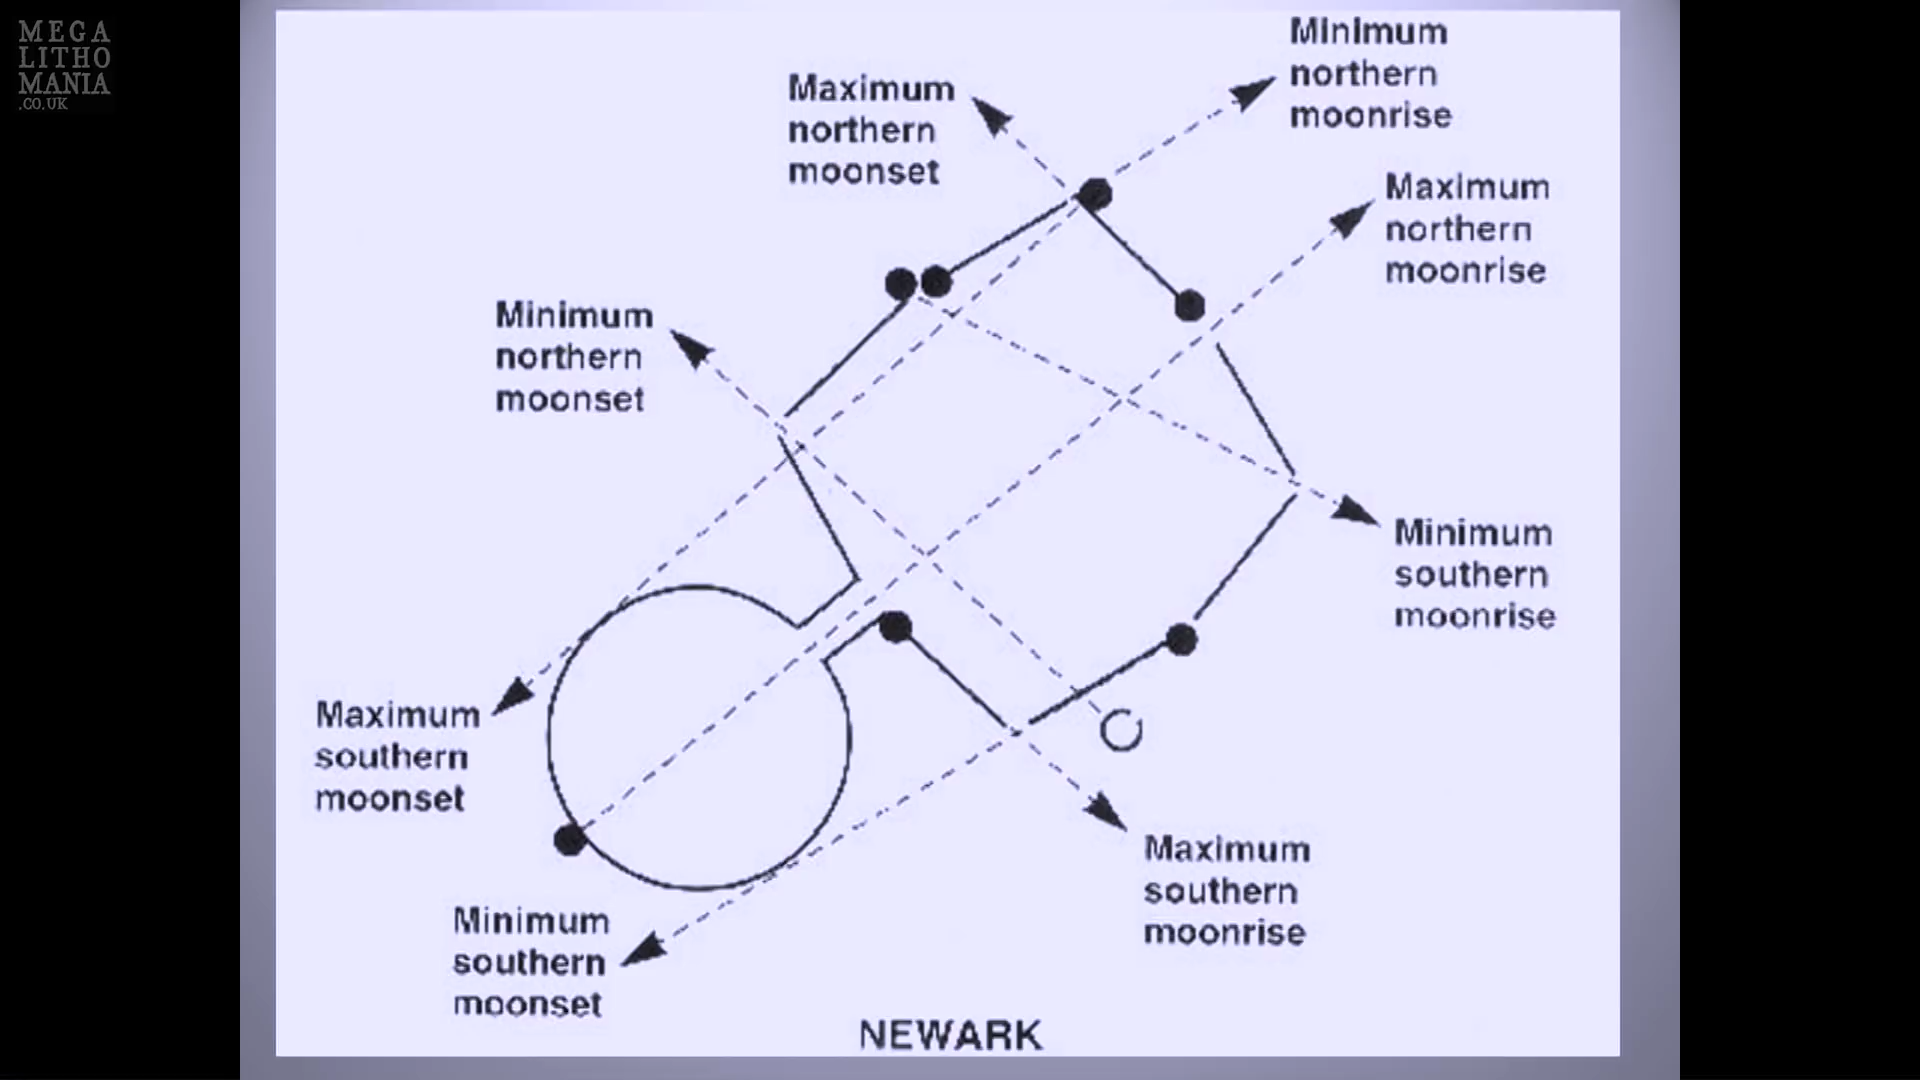 MEGA
LITHO
MANIA
.CO.UK
Minimum
northern
moonrise
Maximum
northern
moonset
Maximum
northern
moonrise
Minimum
northern
moonset
Minimum
southern
moonrise
Maximum
southern
moonset
Maximum
southern
moonrise
Minimum
southern
moonset
NEWARK